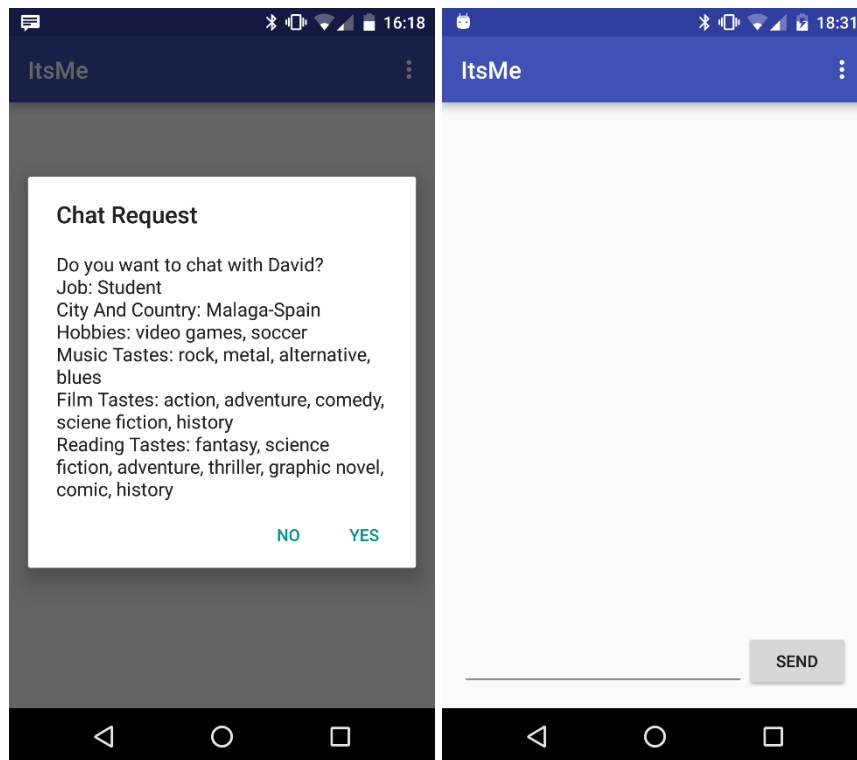 16:18
ItsMe
Chat Request
Do you want to chat with David?
Job: Student
City And Country: Malaga-Spain
Hobbies: video games, soccer
Music Tastes: rock, metal, alternative,
blues
Film Tastes: action, adventure, comedy,
sciene fiction, history
Reading Tastes: fantasy, science
fiction, adventure, thriller, graphic novel,
comic, history
NO YES
18:31
ItsMe
SEND